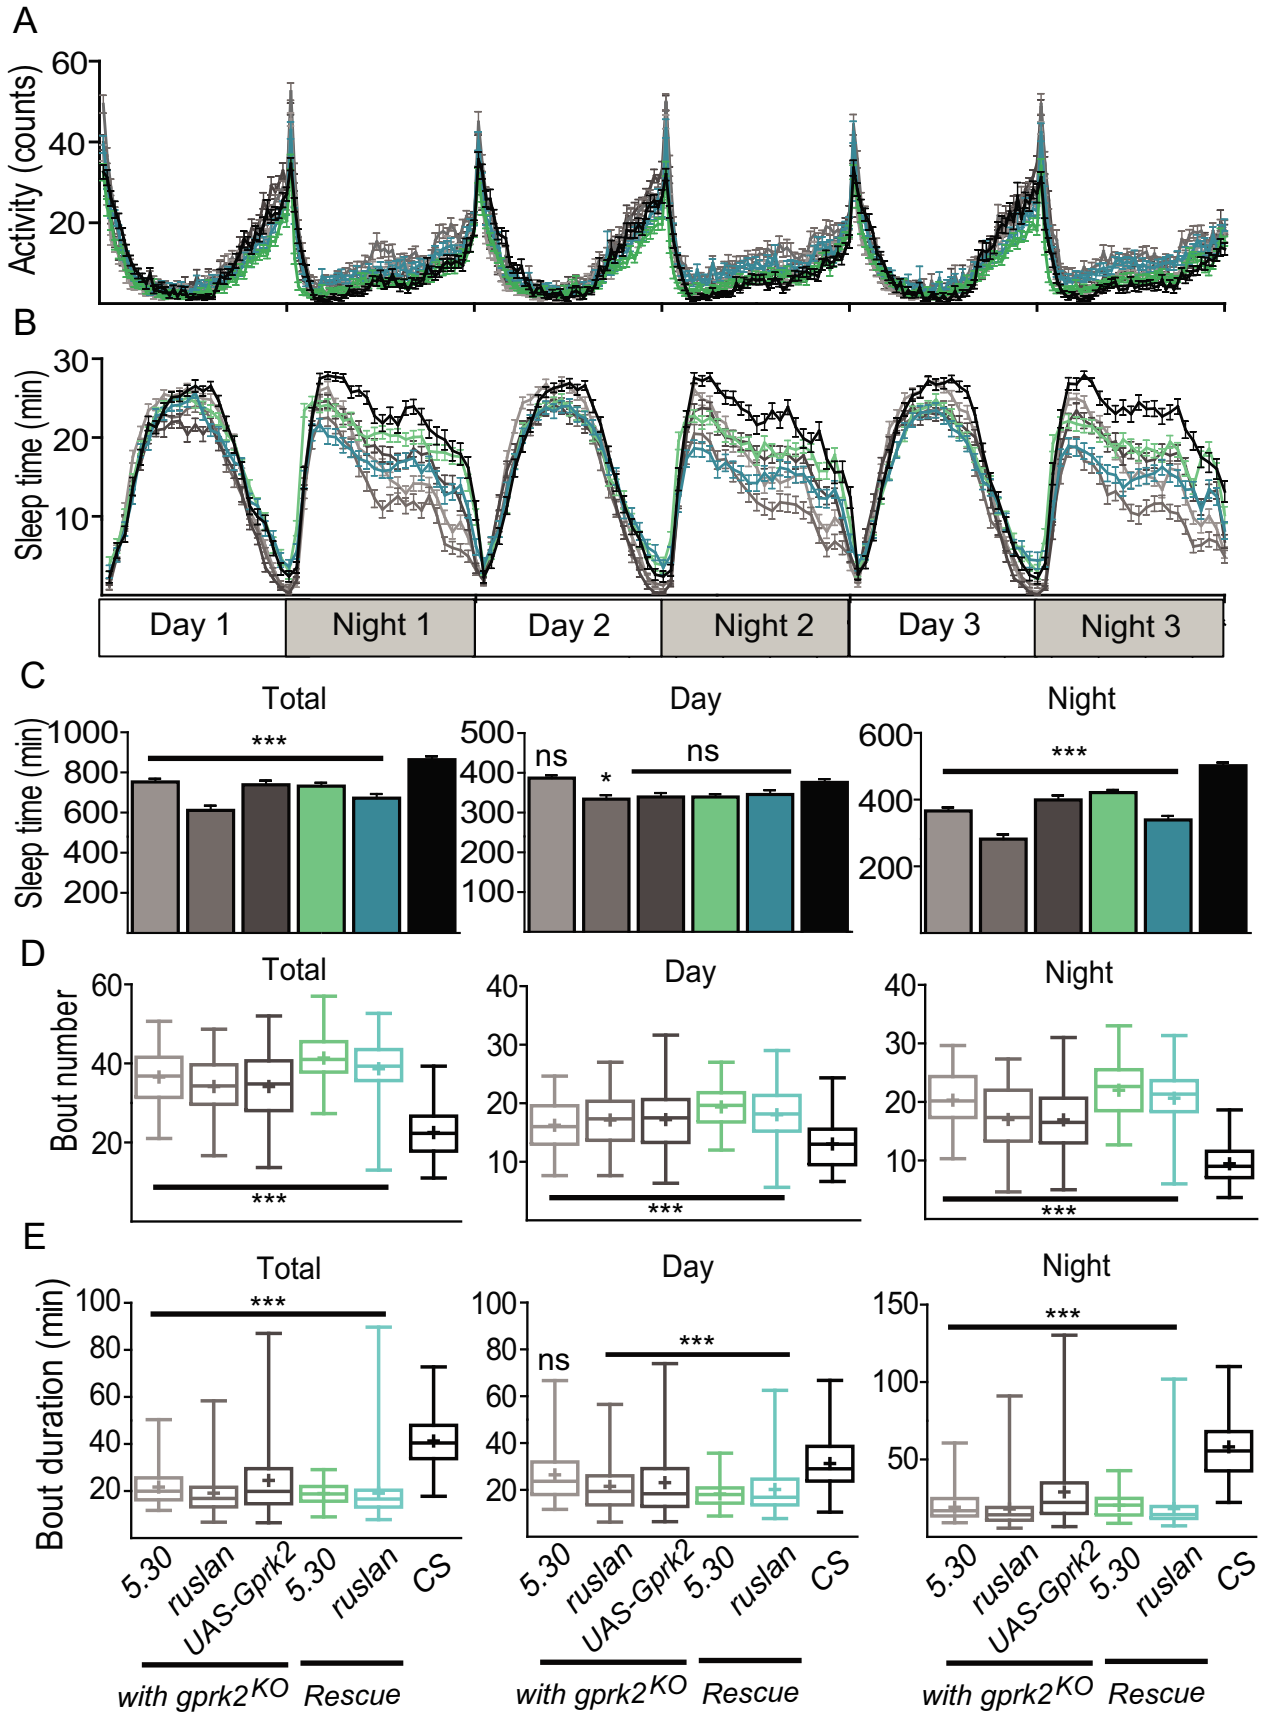 A
Activity (counts)
60
40
20
B
Sleep time (min)
30
20
10
Day 1 Night 1 Day 2 Night 2 Day 3 Night 3
C
Total Day Night
Sleep time (min)
1000
800
600
400
200
***
500
400
300
200
100
ns * ns
600
400
200
***
D
Total Day Night
Bout number
60
40
20
***
40
30
20
10
***
40
30
20
10
***
E
Total Day Night
Bout duration (min)
100
80
60
40
20
***
100
80
60
40
20
ns ***
150
100
50
***
5.30 ruslan UAS-Gprk2 5.30 ruslan CS
5.30 ruslan UAS-Gprk2 5.30 ruslan CS
5.30 ruslan UAS-Gprk2 5.30 ruslan CS
with gprk2KO Rescue with gprk2KO Rescue with gprk2KO Rescue